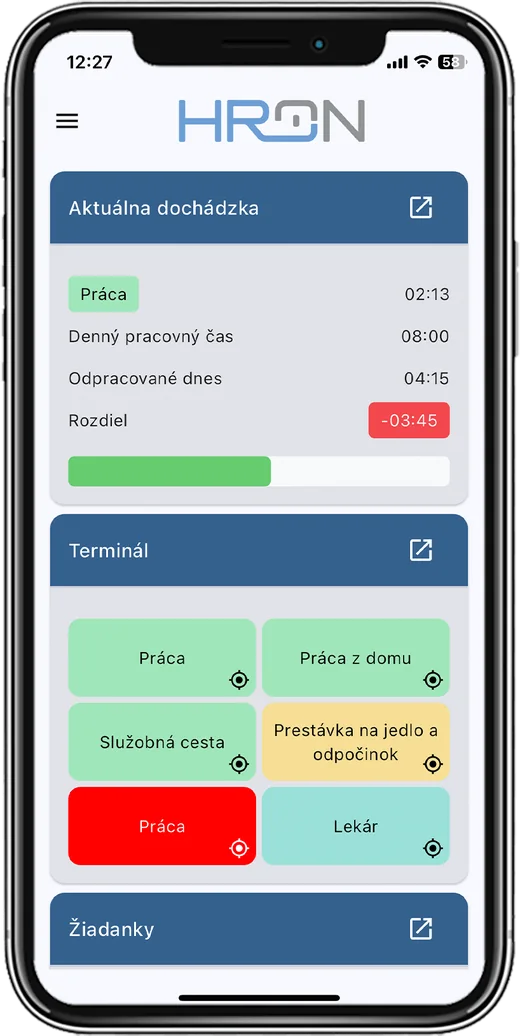 12:27
58
HRON
Aktuálna dochádzka
Práca 02:13
Denný pracovný čas 08:00
Odpracované dnes 04:15
Rozdiel -03:45
Terminál
Práca
Práca z domu
Služobná cesta
Prestávka na jedlo a
odpočinok
Práca
Lekár
Žiadanky